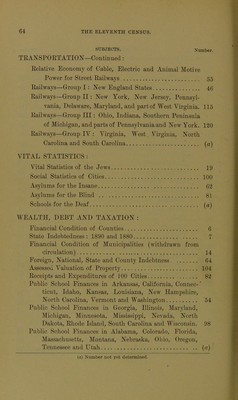 64 THE ELEVENTH CENSUS.
SUBJECTS. Number.
TRANSPORTATION—Continued:
Relative Economy of Cable, Electric and Animal Motive
Power for Street Railways . . . . . 55
Railways—Group I: New England States . . . . . 46
Railways—Group II: New York, New Jersey, Pennsyl-
vania, Delaware, Maryland, and part of West Virginia. 115
Railways—Group III: Ohio, Indiana, Southern Peninsula
of Michigan, and parts of Pennsylvania and New York. 120
Railways—Group IV: Virginia, West Virginia, North
Carolina and South Carolina . . . . . (a)
VITAL STATISTICS:
Vital Statistics of the Jews . . . . . 19
Social Statistics of Cities . . . . . 100
Asylums for the Insane . . . . . 62
Asylums for the Blind . . . . . 81
Schools for the Deaf . . . . . (a)
WEALTH, DEBT AND TAXATION:
Financial Condition of Counties . . . . . 6
State Indebtedness: 1890 and 1880 . . . . . 7
Financial Condition of Municipalities (withdrawn from
circulation) . . . . . 14
Foreign, National, State and County Indebtness . . . . . 64
Assessed Valuation of Property . . . . . 104
Receipts and Expenditures of 100 Cities . . . . . 82
Public School Finances in Arkansas, California, Connec-
ticut, Idaho, Kansas, Louisiana, New Hampshire,
North Carolina, Vermont and Washington . . . . . 54
Public School Finances in Georgia, Illinois, Maryland,
Michigan, Minnesota, Mississippi, Nevada, North
Dakota, Rhode Island, South Carolina and Wisconsin. 98
Public School Finances in Alabama, Colorado, Florida,
Massachusetts, Montana, Nebraska, Ohio, Oregon,
Tennessee and Utah . . . . . (a)
(a) Number not yet determined.